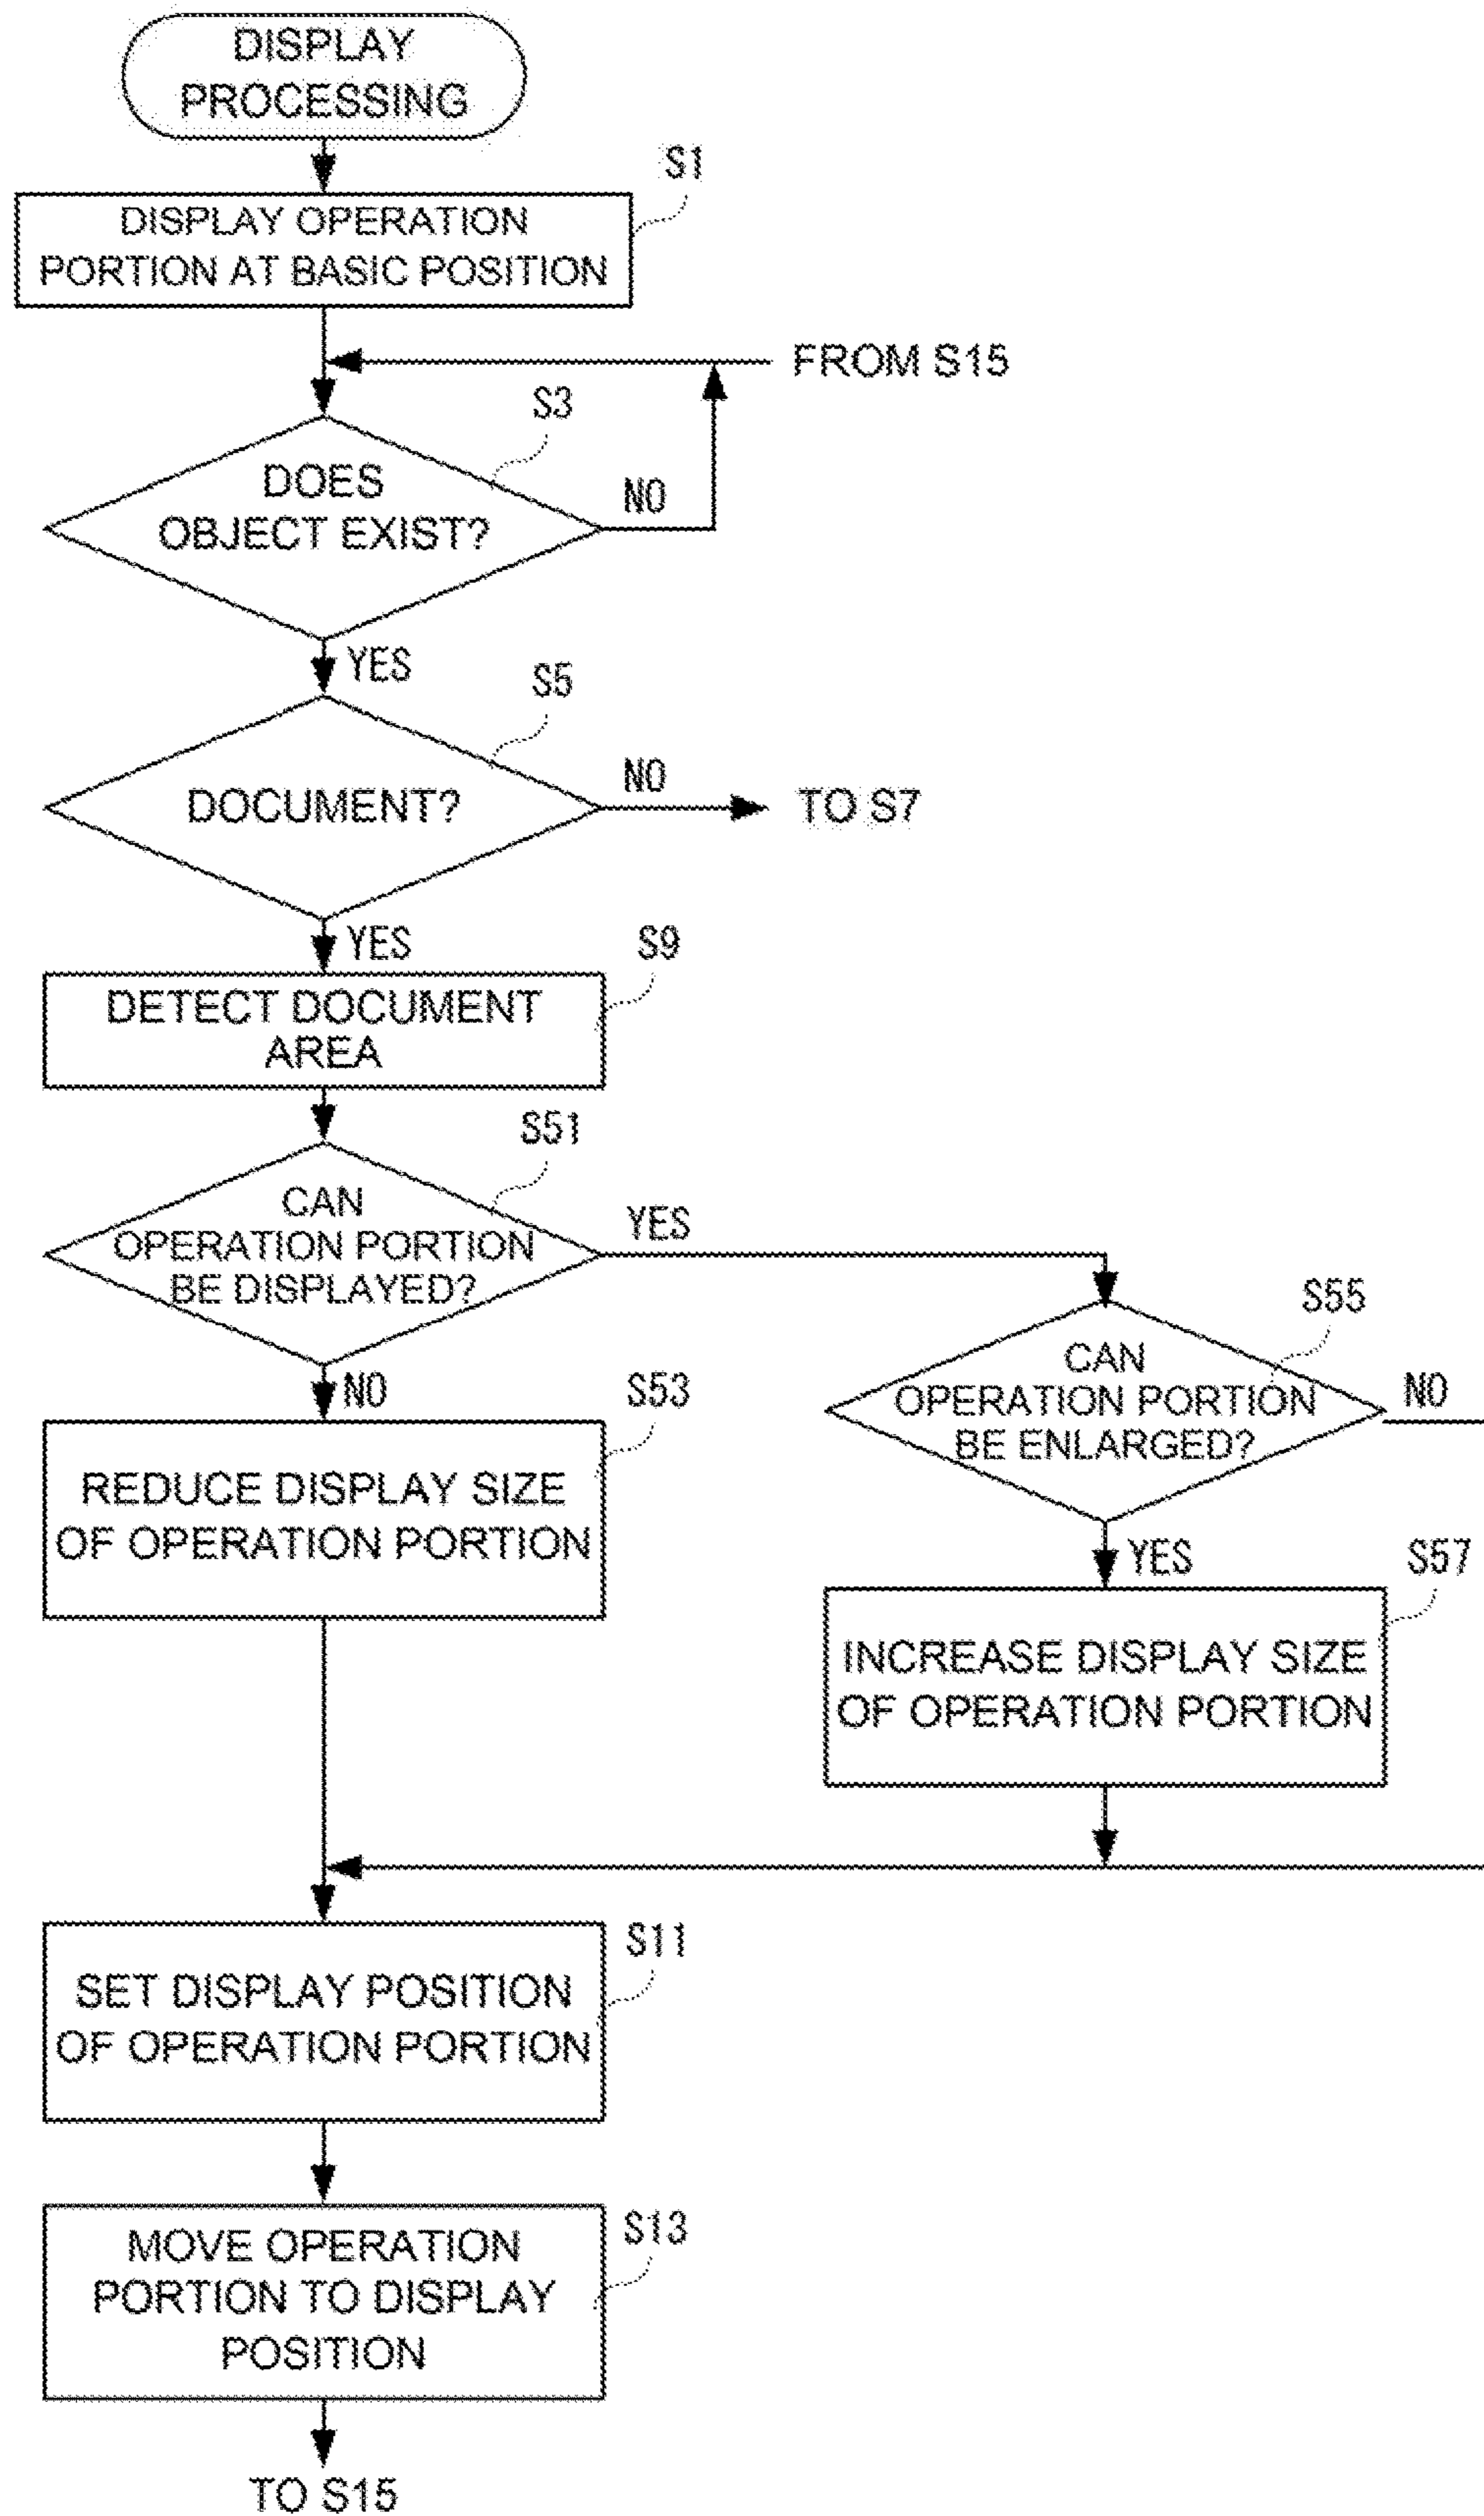 DISPLAY
PROCESSING
S1
DISPLAY OPERATION
PORTION AT BASIC POSITION
FROM S15
S3
DOES
OBJECT EXIST?
NO
YES
S5
DOCUMENT?
NO
TO S7
YES
S9
DETECT DOCUMENT
AREA
S51
CAN
OPERATION PORTION
BE DISPLAYED?
YES
NO
S53
REDUCE DISPLAY SIZE
OF OPERATION PORTION
S55
CAN
OPERATION PORTION
BE ENLARGED?
NO
YES
S57
INCREASE DISPLAY SIZE
OF OPERATION PORTION
S11
SET DISPLAY POSITION
OF OPERATION PORTION
S13
MOVE OPERATION
PORTION TO DISPLAY
POSITION
TO S15